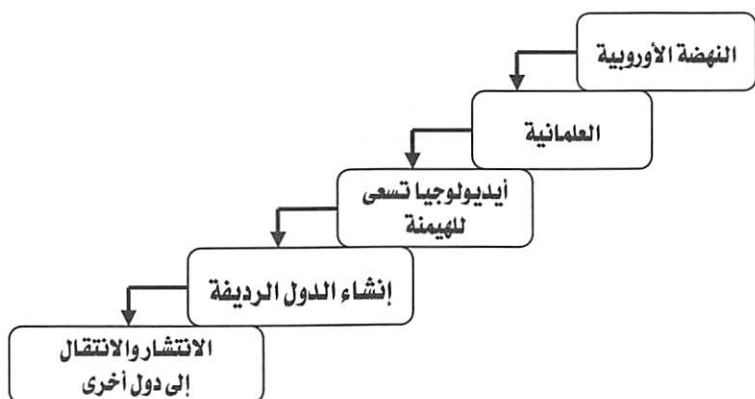 النهضة الأوروبية
العلمانية
أيديولوجيا تسعى
للهيمنة
إنشاء الدول الرديفة
الانتشار والانتقال
إلى دول أخرى